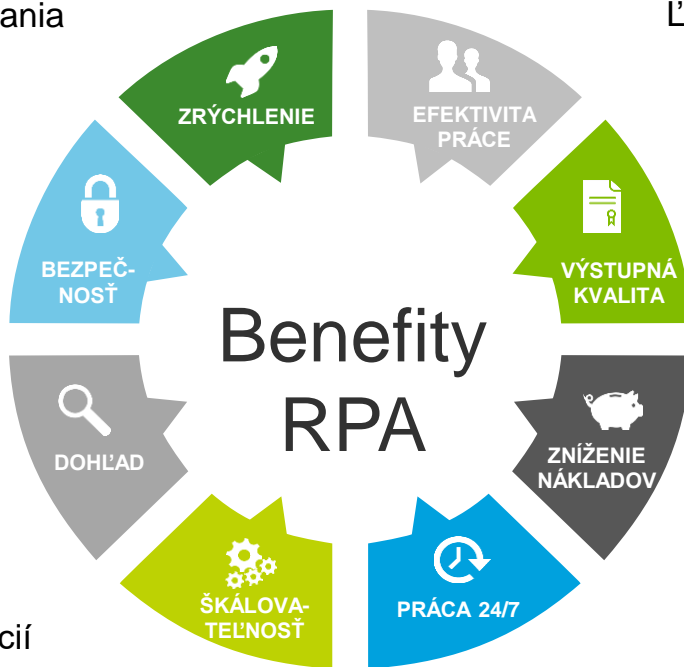 ania
Ľ
ZRÝCHLENIE
EFEKTIVITA
PRÁCE
BEZPEČ-
NOSŤ
VÝSTUPNÁ
KVALITA
Benefity
RPA
DOHĽAD
ZNÍŽENIE
NÁKLADOV
ŠKÁLOVA-
TEĽNOSŤ
PRÁCA 24/7
cií